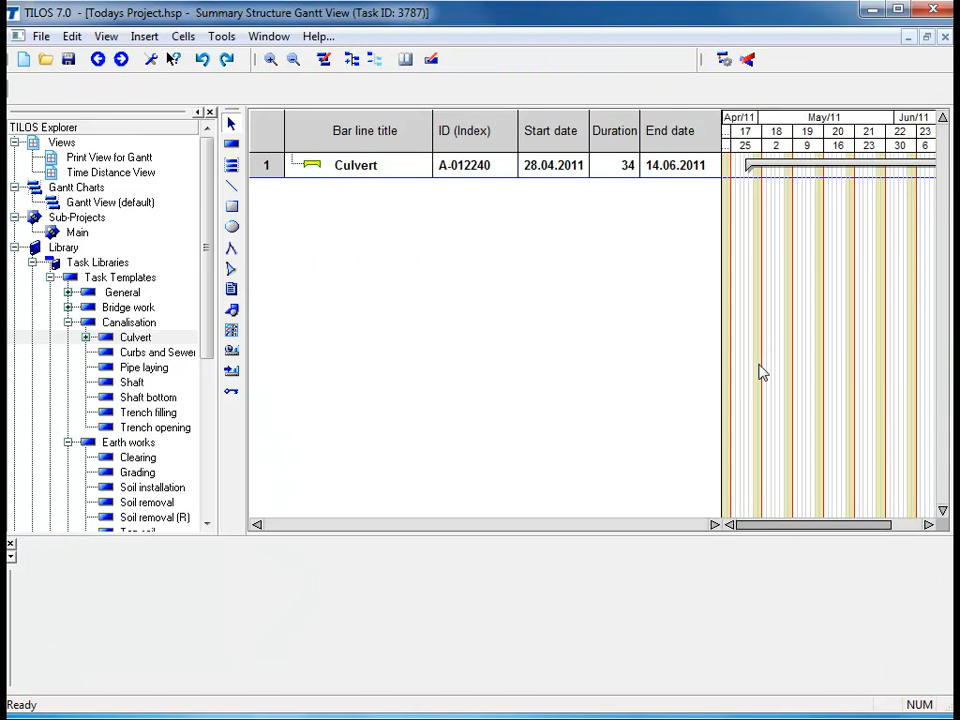 TILOS 7.0 - [Todays Project.hsp - Summary Structure Gantt View (Task ID: 3787)]
File Edit View Insert Cells Tools Window Help...
TILOS Explorer
Views
Print View for Gantt
Time Distance View
Gantt Charts
Gantt View (default)
Sub-Projects
Main
Library
Task Libraries
Task Templates
General
Bridge work
Canalisation
Culvert
Curbs and Sewer
Pipe laying
Shaft
Shaft bottom
Trench filling
Trench opening
Earth works
Clearing
Grading
Soil installation
Soil removal
Soil removal (R)
Bar line title ID (Index) Start date Duration End date
Apr/11 May/11 Jun/11
17 18 19 20 21 22 23
25 2 9 16 23 30 6
1 Culvert A-012240 28.04.2011 34 14.06.2011
Ready NUM